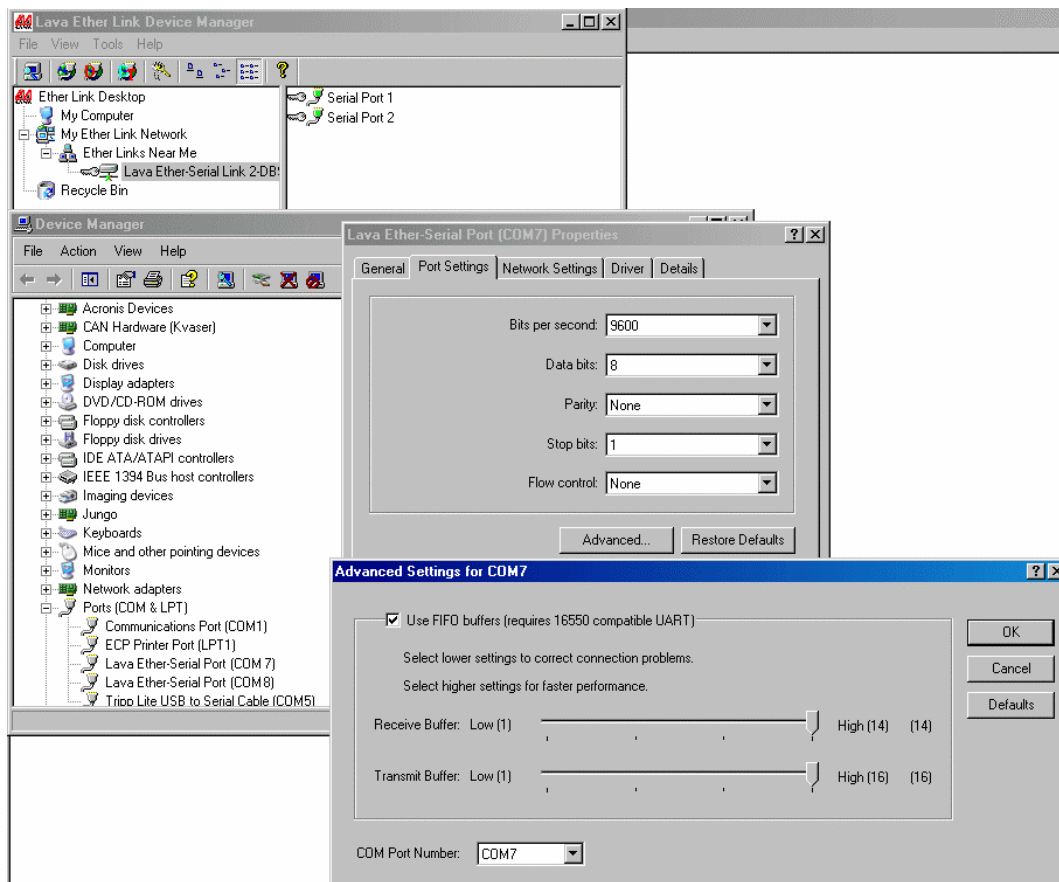 Lava Ether Link Device Manager
File View Tools Help
Ether Link Desktop
My Computer
My Ether Link Network
Ether Links Near Me
Lava Ether-Serial Link 2-DB
Recycle Bin
Serial Port 1
Serial Port 2
Device Manager
File Action View Help
Acronis Devices
CAN Hardware (Kvaser)
Computer
Disk drives
Display adapters
DVD/CD-ROM drives
Floppy disk controllers
Floppy disk drives
IDE ATA/ATAPI controllers
IEEE 1394 Bus host controllers
Imaging devices
Jungo
Keyboards
Mice and other pointing devices
Monitors
Network adapters
Ports (COM & LPT)
Communications Port (COM1)
ECP Printer Port (LPT1)
Lava Ether-Serial Port (COM7)
Lava Ether-Serial Port (COM8)
Tripp Lite USB to Serial Cable (COM5)
Lava Ether-Serial Port (COM7) Properties
General Port Settings Network Settings Driver Details
Bits per second: 9600
Data bits: 8
Parity: None
Stop bits: 1
Flow control: None
Advanced... Restore Defaults
Advanced Settings for COM7
Use FIFO buffers (requires 16550 compatible UART)
Select lower settings to correct connection problems.
Select higher settings for faster performance.
Receive Buffer: Low (1) High (14) (14)
Transmit Buffer: Low (1) High (16) (16)
COM Port Number: COM7
OK
Cancel
Defaults